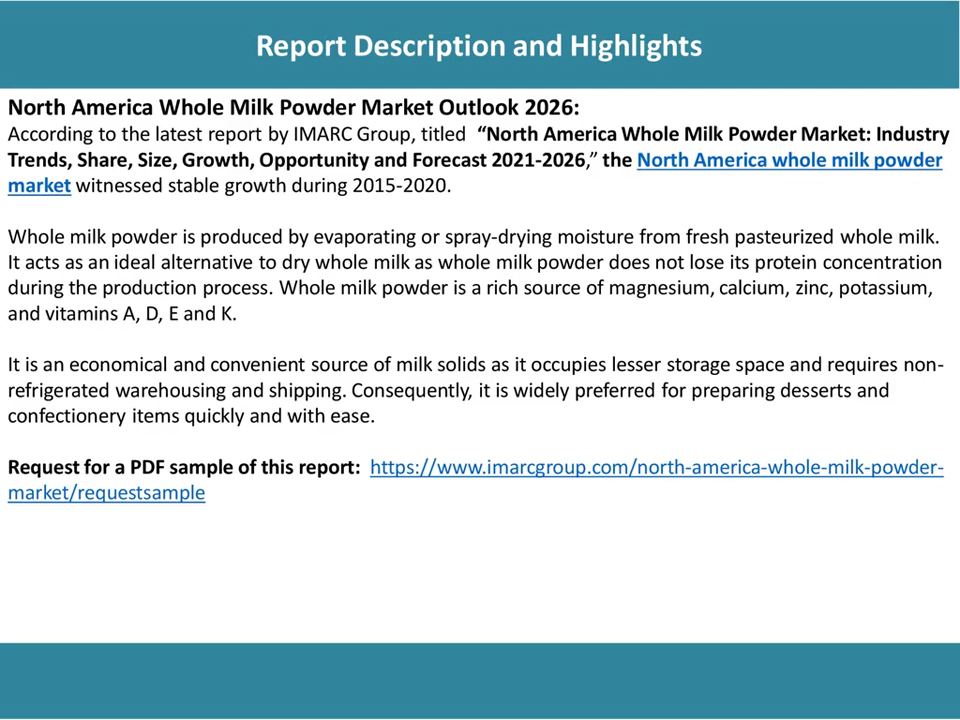 Report Description and Highlights
North America Whole Milk Powder Market Outlook 2026:
According to the latest report by IMARC Group, titled “North America Whole Milk Powder Market: Industry
Trends, Share, Size, Growth, Opportunity and Forecast 2021-2026,” the North America whole milk powder
market witnessed stable growth during 2015-2020.
Whole milk powder is produced by evaporating or spray-drying moisture from fresh pasteurized whole milk.
It acts as an ideal alternative to dry whole milk as whole milk powder does not lose its protein concentration
during the production process. Whole milk powder is a rich source of magnesium, calcium, zinc, potassium,
and vitamins A, D, E and K.
It is an economical and convenient source of milk solids as it occupies lesser storage space and requires non-
refrigerated warehousing and shipping. Consequently, it is widely preferred for preparing desserts and
confectionery items quickly and with ease.
Request for a PDF sample of this report: https://www.imarcgroup.com/north-america-whole-milk-powder-
market/requestsample